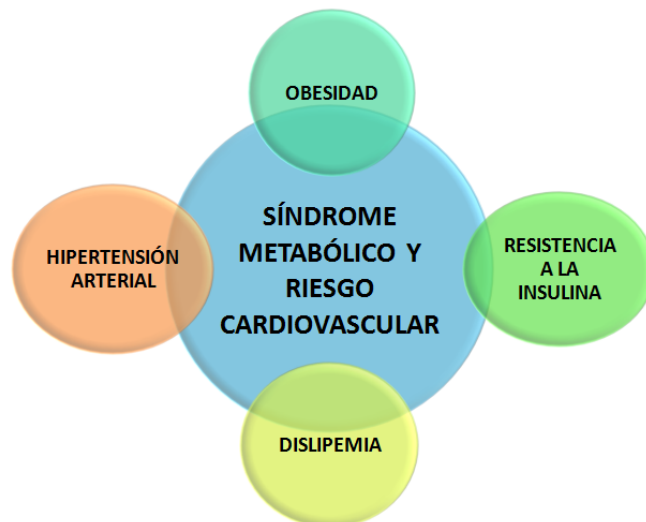 OBESIDAD
SÍNDROME
METABÓLICO Y
RIESGO
CARDIOVASCULAR
HIPERTENSIÓN
ARTERIAL
RESISTENCIA
A LA
INSULINA
DISLIPEMIA